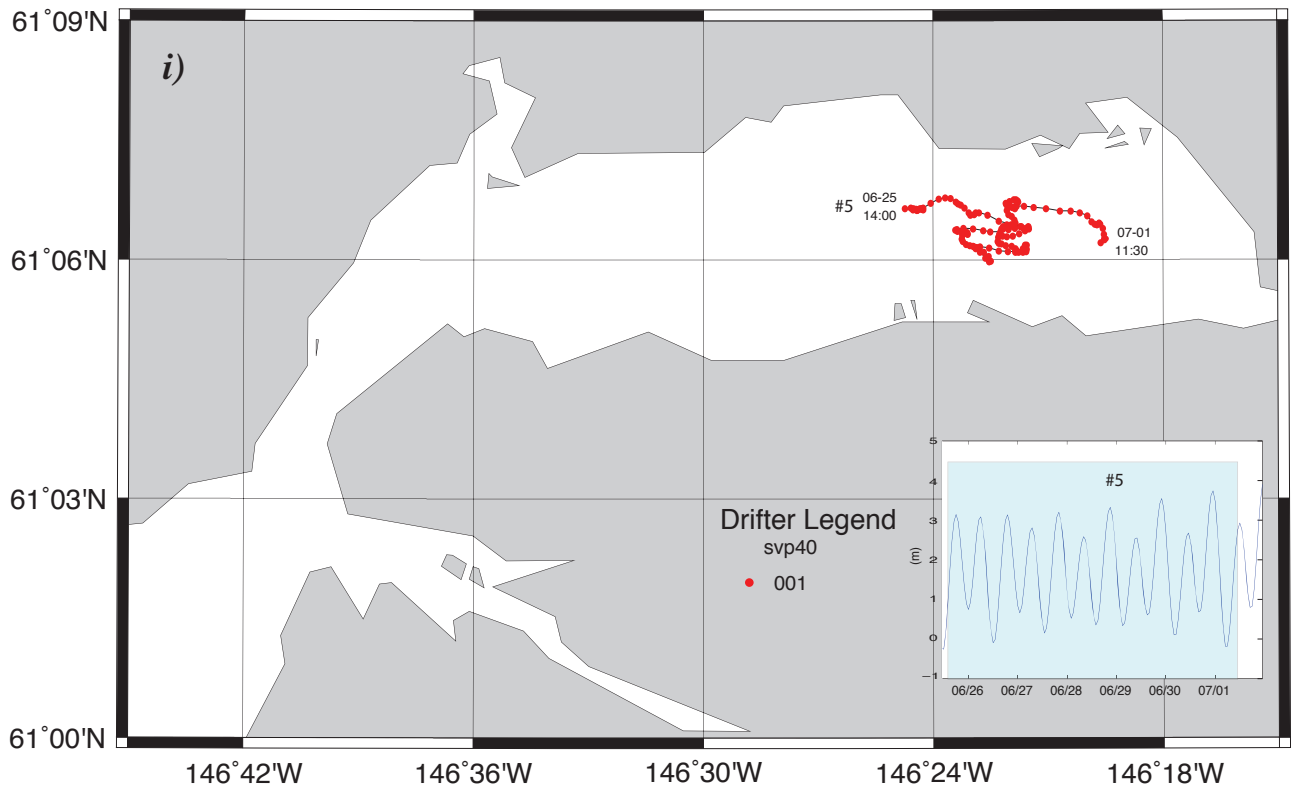 61°09'N
i)
#5 06-25
14:00
07-01
11:30
61°06'N
61°03'N
Drifter Legend
svp40
001
5
4
3
2
1
0
−1
(m)
#5
06/26 06/27 06/28 06/29 06/30 07/01
61°00'N
146°42'W 146°36'W 146°30'W 146°24'W 146°18'W